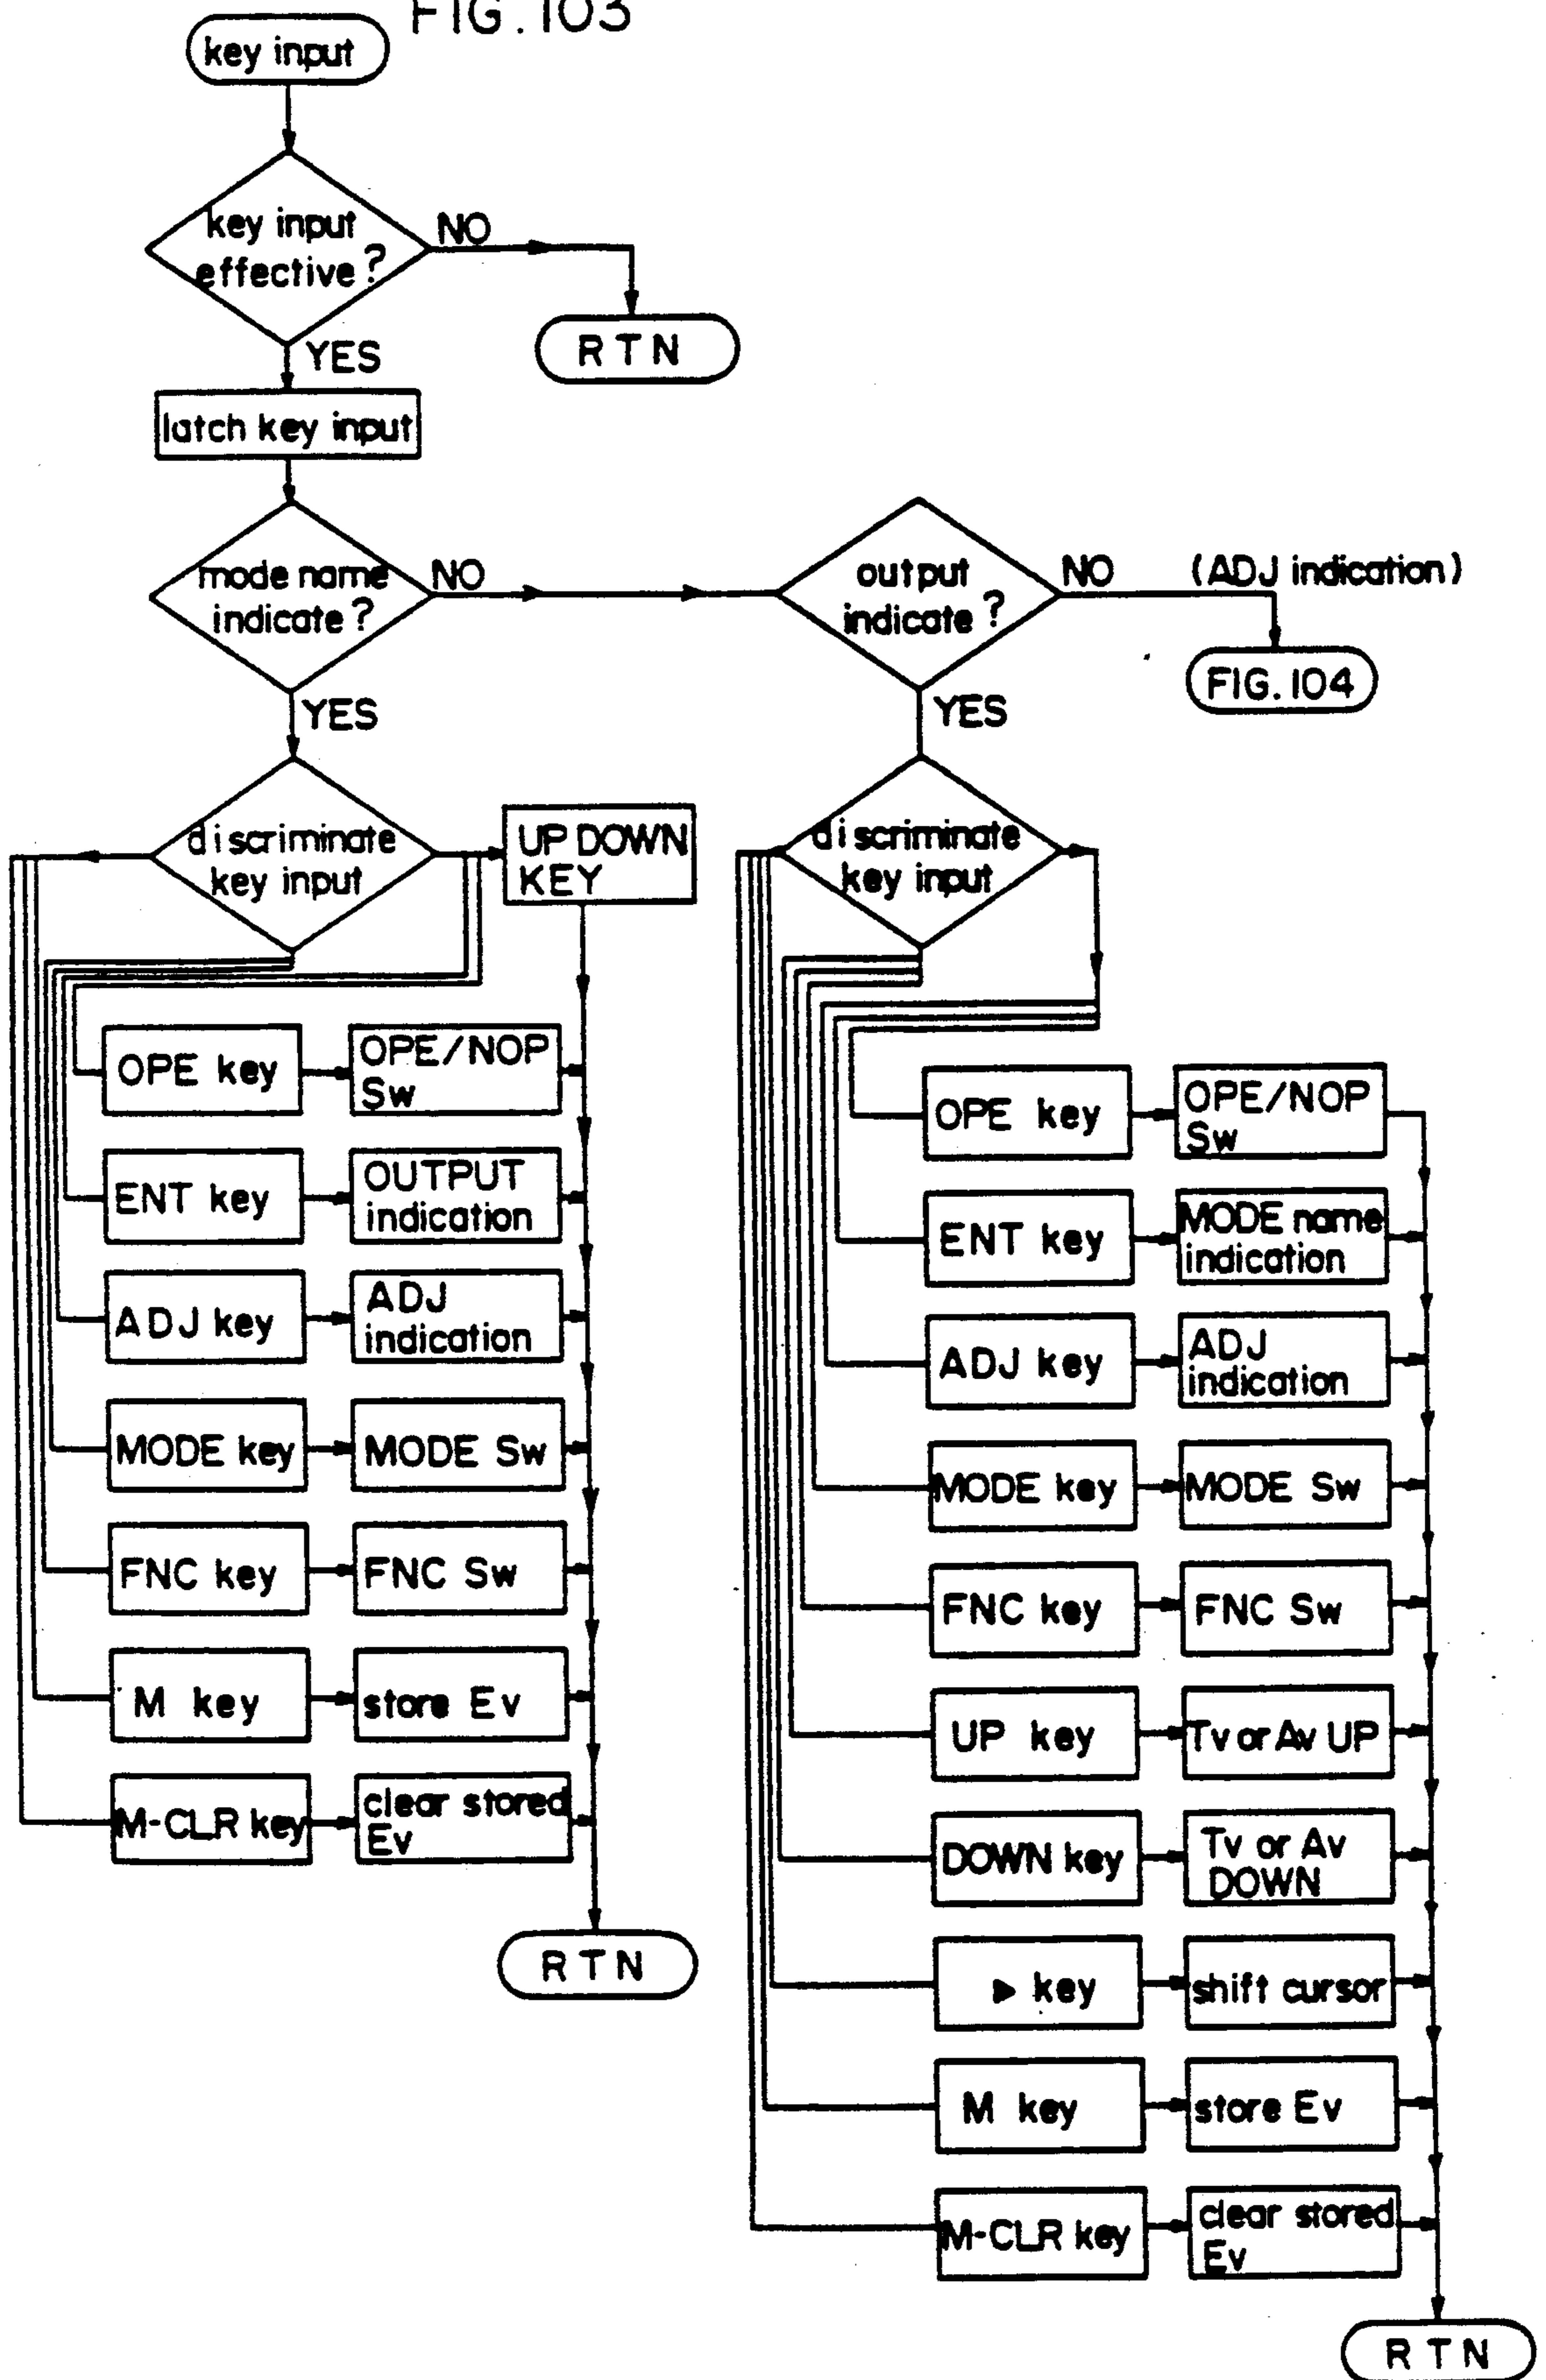 FIG. 103
key input
key input
effective?
NO
RTN
YES
latch key input
mode name
indicate?
NO
output
indicate?
NO
(ADJ indication)
FIG. 104
YES
YES
discriminate
key input
UP DOWN
KEY
OPE key
OPE/NOP
Sw
ENT key
OUTPUT
indication
ADJ key
ADJ
indication
MODE key
MODE Sw
FNC key
FNC Sw
M key
store Ev
M-CLR key
clear stored
Ev
RTN
discriminate
key input
OPE key
OPE/NOP
Sw
ENT key
MODE name
indication
ADJ key
ADJ
indication
MODE key
MODE Sw
FNC key
FNC Sw
UP key
Tv or Av UP
DOWN key
Tv or Av
DOWN
▶ key
shift cursor
M key
store Ev
M-CLR key
clear stored
Ev
RTN